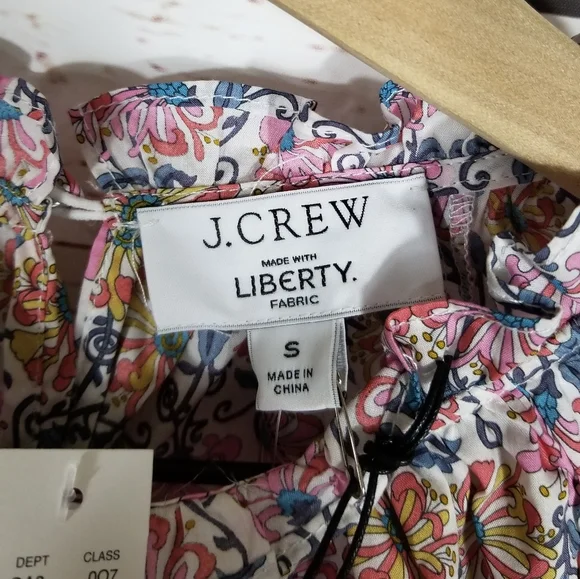 J.CREW
MADE WITH
LIBERTY.
FABRIC
S
MADE IN
CHINA
DEPT CLASS
007